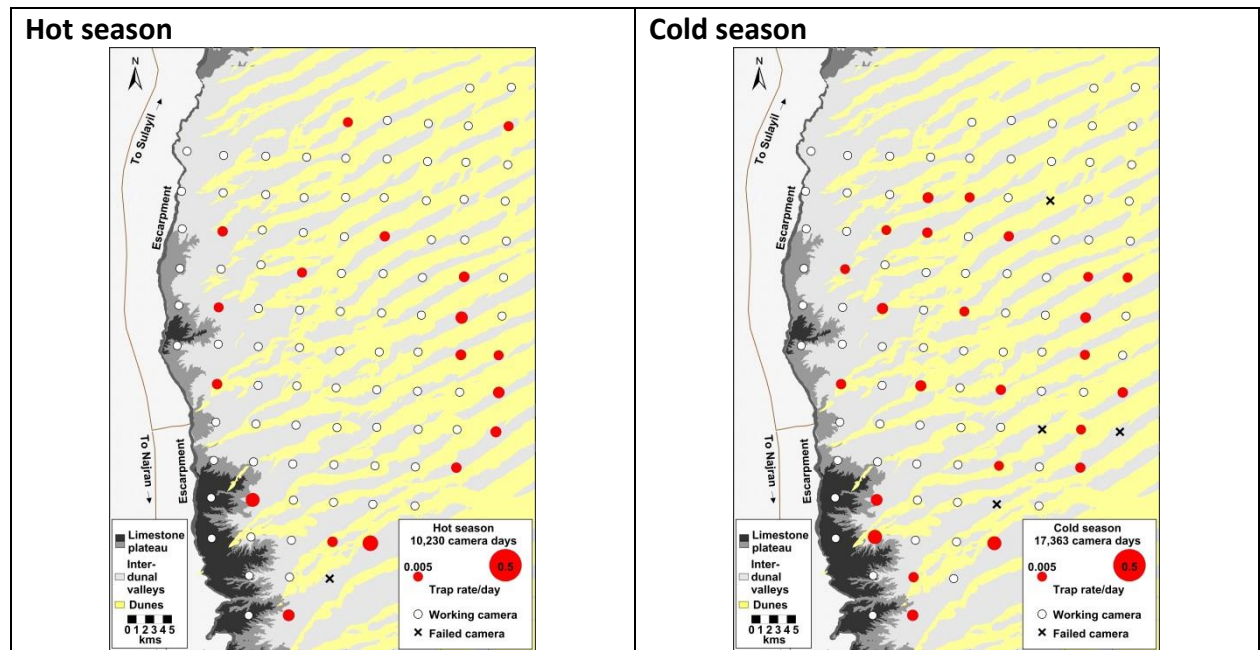 Hot season
N
To Sulayil
Escarpment
To Najran
Escarpment
Limestone
plateau
Inter-
dunal
valleys
Dunes
0 1 2 3 4 5
kms
Hot season
10,230 camera days
0.005
0.5
Trap rate/day
Working camera
Failed camera
Cold season
N
To Sulayil
Escarpment
To Najran
Escarpment
Limestone
plateau
Inter-
dunal
valleys
Dunes
0 1 2 3 4 5
kms
Cold season
17,363 camera days
0.005
0.5
Trap rate/day
Working camera
Failed camera